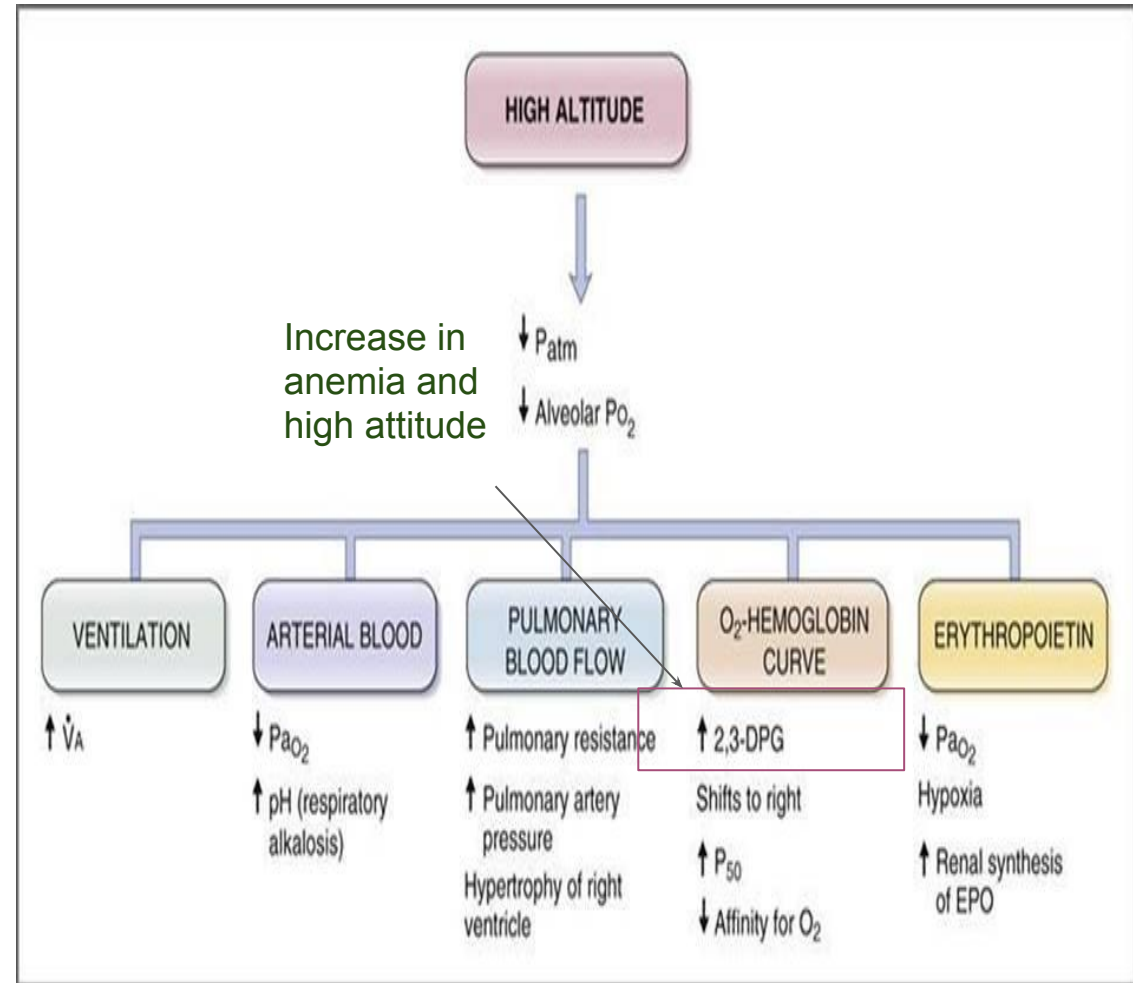 HIGH ALTITUDE
Increase in
anemia and
high attitude
↓ Patm
↓ Alveolar PO2
VENTILATION
↑ V̇A
ARTERIAL BLOOD
↓ PaO2
↑ pH (respiratory
alkalosis)
PULMONARY
BLOOD FLOW
↑ Pulmonary resistance
↑ Pulmonary artery
pressure
Hypertrophy of right
ventricle
O2-HEMOGLOBIN
CURVE
↑ 2,3-DPG
Shifts to right
↑ P50
↓ Affinity for O2
ERYTHROPOIETIN
↓ PaO2
Hypoxia
↑ Renal synthesis
of EPO